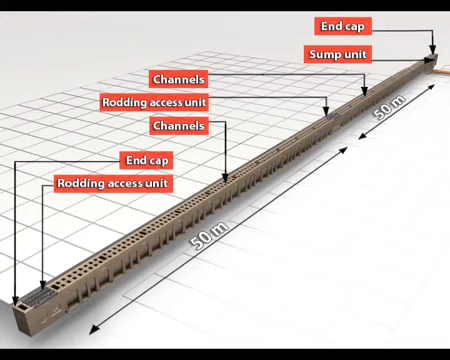 End cap
Sump unit
Channels
Rodding access unit
Channels
End cap
Rodding access unit
50 m
50 m